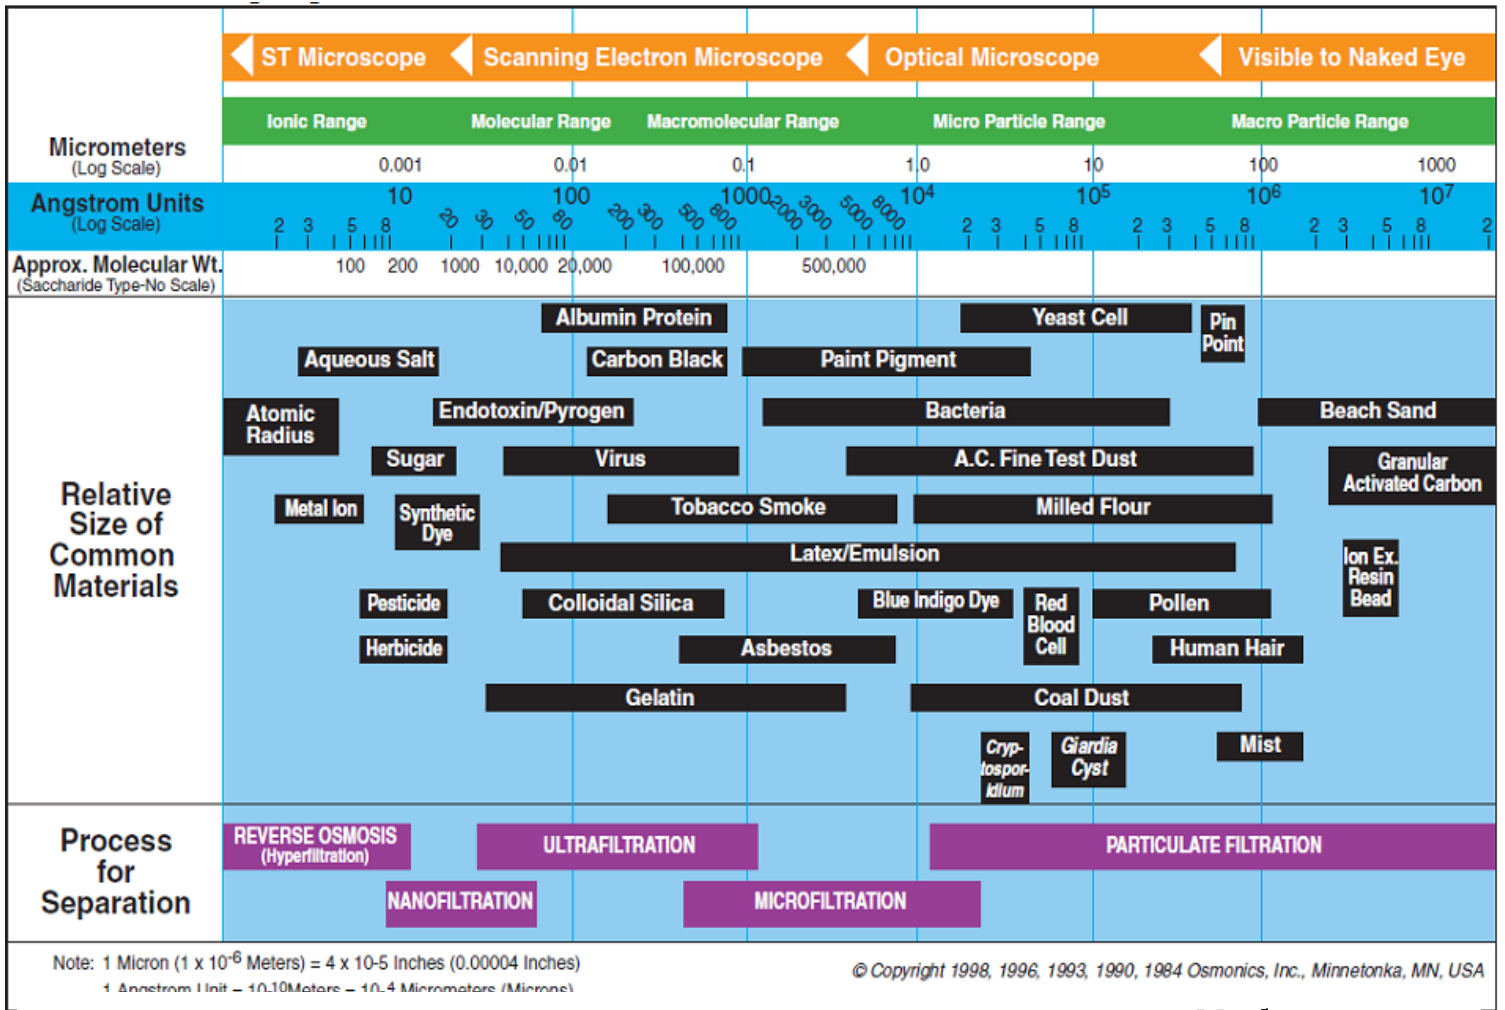 ST Microscope Scanning Electron Microscope Optical Microscope Visible to Naked Eye
Ionic Range Molecular Range Macromolecular Range Micro Particle Range Macro Particle Range
Micrometers
(Log Scale)
0.001 0.01 0.1 1.0 10 100 1000
Angstrom Units
(Log Scale)
10 100 1000 10⁴ 10⁵ 10⁶ 10⁷
2 3 5 8 20 30 50 80 200 300 500 800 2000 3000 5000 8000 2 3 5 8 2 3 5 8 2 3 5 8 2
Approx. Molecular Wt.
(Saccharide Type-No Scale)
100 200 1000 10,000 20,000 100,000 500,000
Relative
Size of
Common
Materials
Albumin Protein Yeast Cell Pin
Point
Aqueous Salt Carbon Black Paint Pigment
Atomic
Radius
Endotoxin/Pyrogen Bacteria Beach Sand
Sugar Virus A.C. Fine Test Dust Granular
Activated Carbon
Metal Ion Synthetic
Dye
Tobacco Smoke Milled Flour
Latex/Emulsion Ion Ex.
Resin
Bead
Pesticide Colloidal Silica Blue Indigo Dye Red
Blood
Cell
Pollen
Herbicide Asbestos Human Hair
Gelatin Coal Dust
Cryp-
tospor-
idium
Giardia
Cyst
Mist
Process
for
Separation
REVERSE OSMOSIS
(Hyperfiltration)
ULTRAFILTRATION PARTICULATE FILTRATION
NANOFILTRATION MICROFILTRATION
Note: 1 Micron (1 x 10⁻⁶ Meters) = 4 x 10-5 Inches (0.00004 Inches)
1 Angstrom Unit = 10⁻¹⁰Meters = 10⁻⁴ Micrometers (Microns)
© Copyright 1998, 1996, 1993, 1990, 1984 Osmonics, Inc., Minnetonka, MN, USA